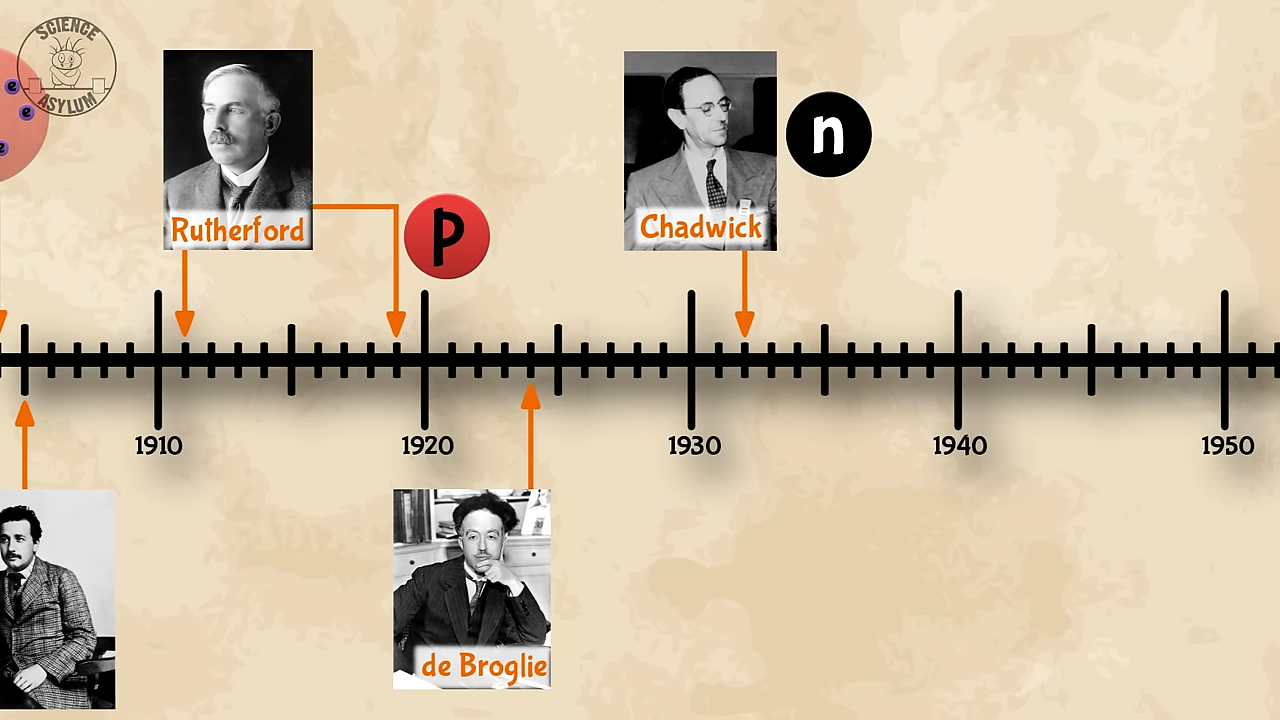 SCIENCE
ASYLUM
e
e
e
Rutherford
P
Chadwick
n
1910
1920
1930
1940
1950
de Broglie